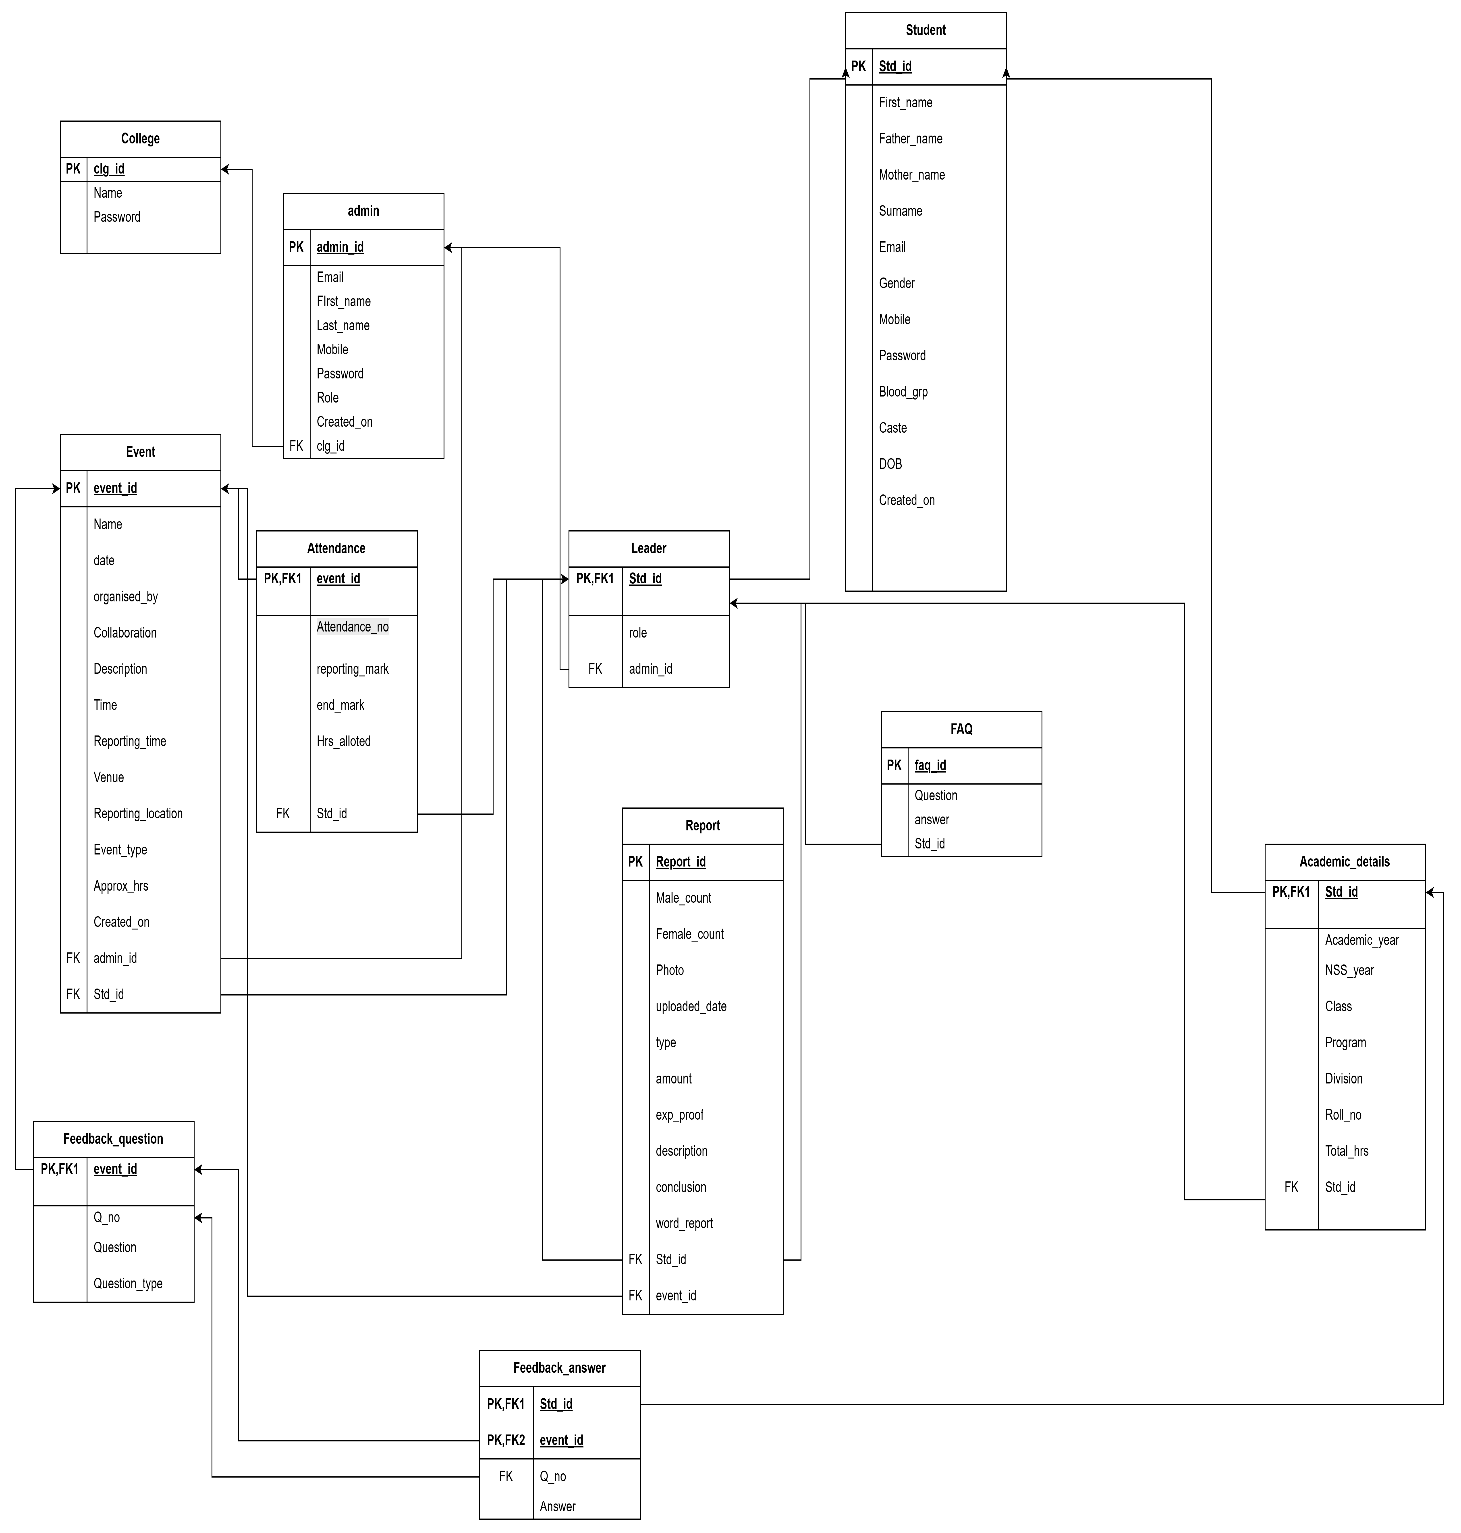 Student
PK Std_id
First_name
Father_name
Mother_name
Surname
Email
Gender
Mobile
Password
Blood_grp
Caste
DOB
Created_on
College
PK clg_id
Name
Password
admin
PK admin_id
Email
FIrst_name
Last_name
Mobile
Password
Role
Created_on
FK clg_id
Event
PK event_id
Name
date
organised_by
Collaboration
Description
Time
Reporting_time
Venue
Reporting_location
Event_type
Approx_hrs
Created_on
FK admin_id
FK Std_id
Attendance
PK,FK1 event_id
Attendance_no
reporting_mark
end_mark
Hrs_alloted
FK Std_id
Leader
PK,FK1 Std_id
role
FK admin_id
FAQ
PK faq_id
Question
answer
Std_id
Report
PK Report_id
Male_count
Female_count
Photo
uploaded_date
type
amount
exp_proof
description
conclusion
word_report
FK Std_id
FK event_id
Academic_details
PK,FK1 Std_id
Academic_year
NSS_year
Class
Program
Division
Roll_no
Total_hrs
FK Std_id
Feedback_question
PK,FK1 event_id
Q_no
Question
Question_type
Feedback_answer
PK,FK1 Std_id
PK,FK2 event_id
FK Q_no
Answer